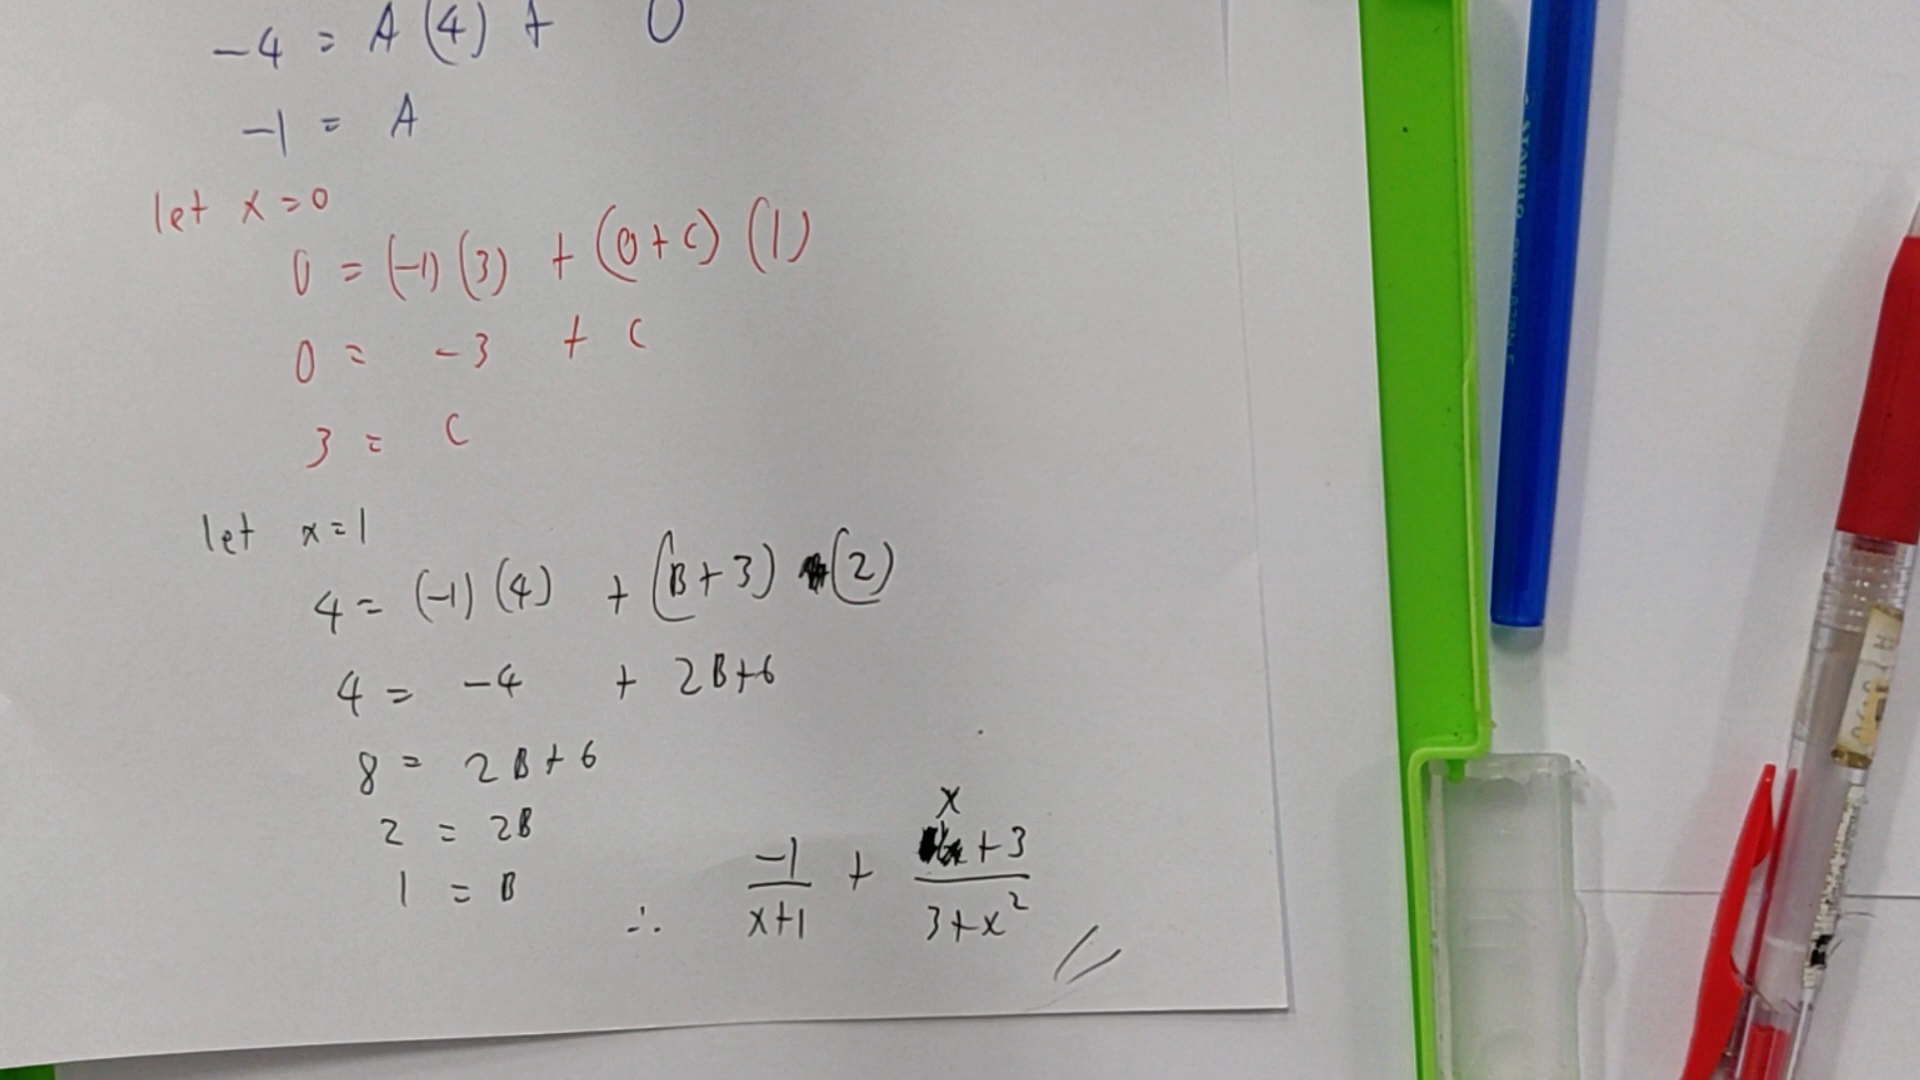 -4 = A (4) + 0
-1 = A
let x=0
0 = (-1) (3) + (0+C) (1)
0 = -3 + C
3 = C
let x=1
4 = (-1) (4) + (B+3) (2)
4 = -4 + 2B+6
8 = 2B+6
2 = 2B
1 = B
x
-1 + +3
∴ x+1 3+x²